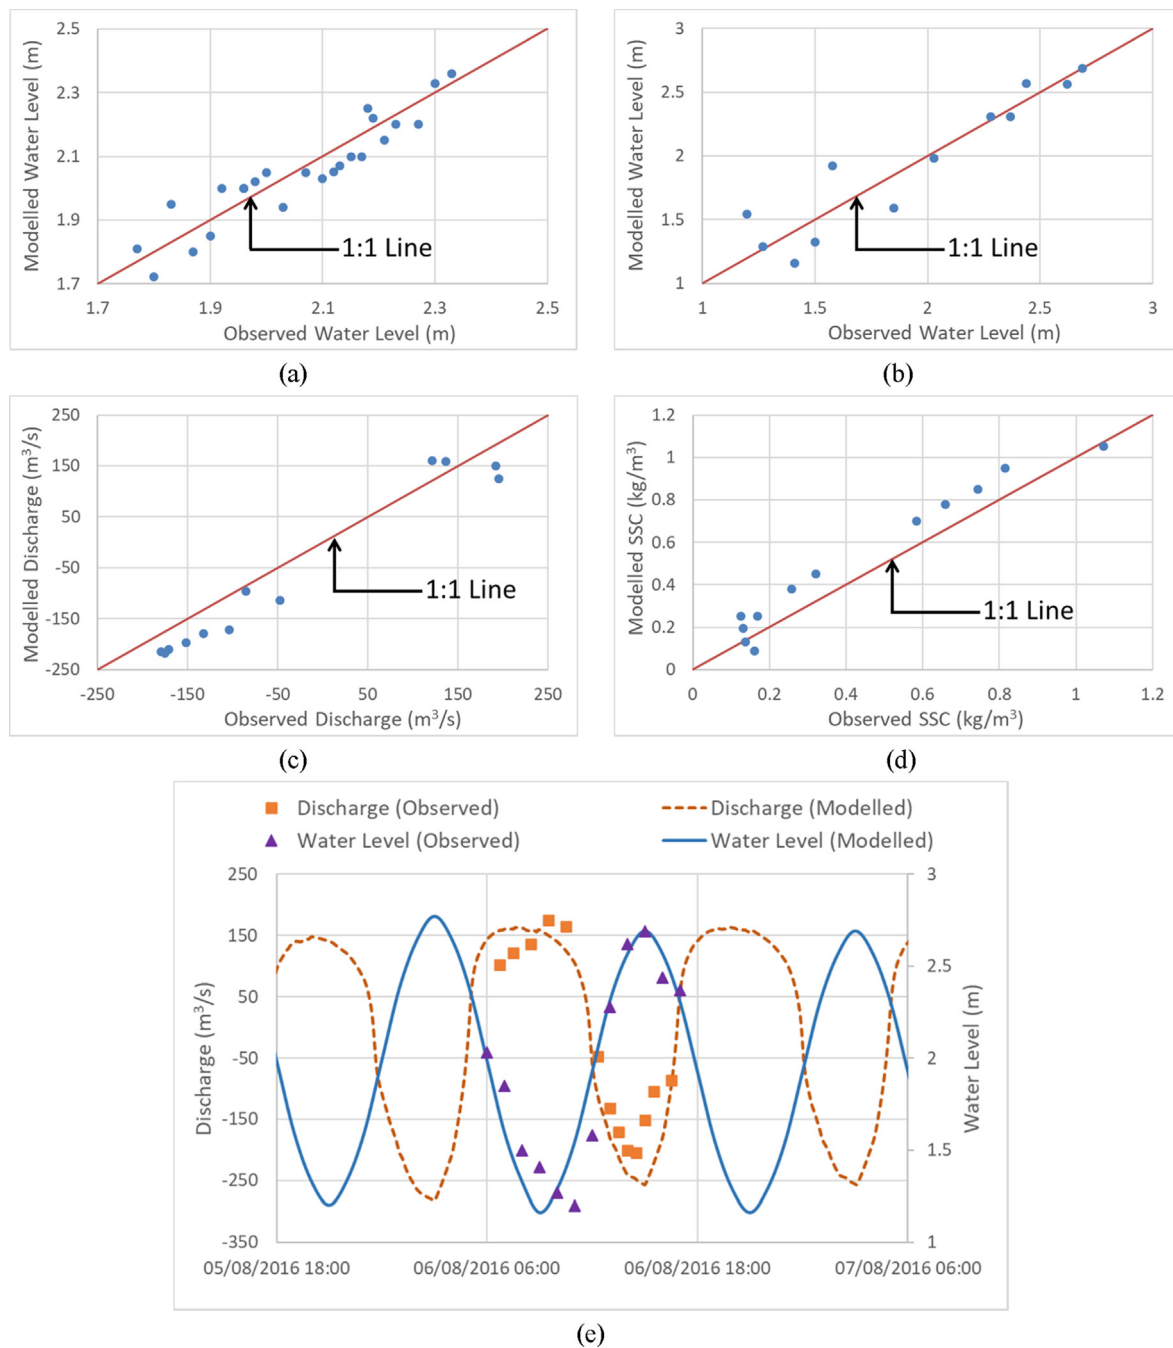 2.5
2.3
2.1
1.9
1.7
Modelled Water Level (m)
1:1 Line
1.7 1.9 2.1 2.3 2.5
Observed Water Level (m)
(a)
3
2.5
2
1.5
1
Modelled Water Level (m)
1:1 Line
1 1.5 2 2.5 3
Observed Water Level (m)
(b)
250
150
50
-50
-150
-250
Modelled Discharge (m³/s)
1:1 Line
-250 -150 -50 50 150 250
Observed Discharge (m³/s)
(c)
1.2
1
0.8
0.6
0.4
0.2
0
Modelled SSC (kg/m³)
1:1 Line
0 0.2 0.4 0.6 0.8 1 1.2
Observed SSC (kg/m³)
(d)
Discharge (Observed) Discharge (Modelled)
Water Level (Observed) Water Level (Modelled)
250
150
50
-50
-150
-250
-350
Discharge (m³/s)
3
2.5
2
1.5
1
Water Level (m)
05/08/2016 18:00 06/08/2016 06:00 06/08/2016 18:00 07/08/2016 06:00
(e)